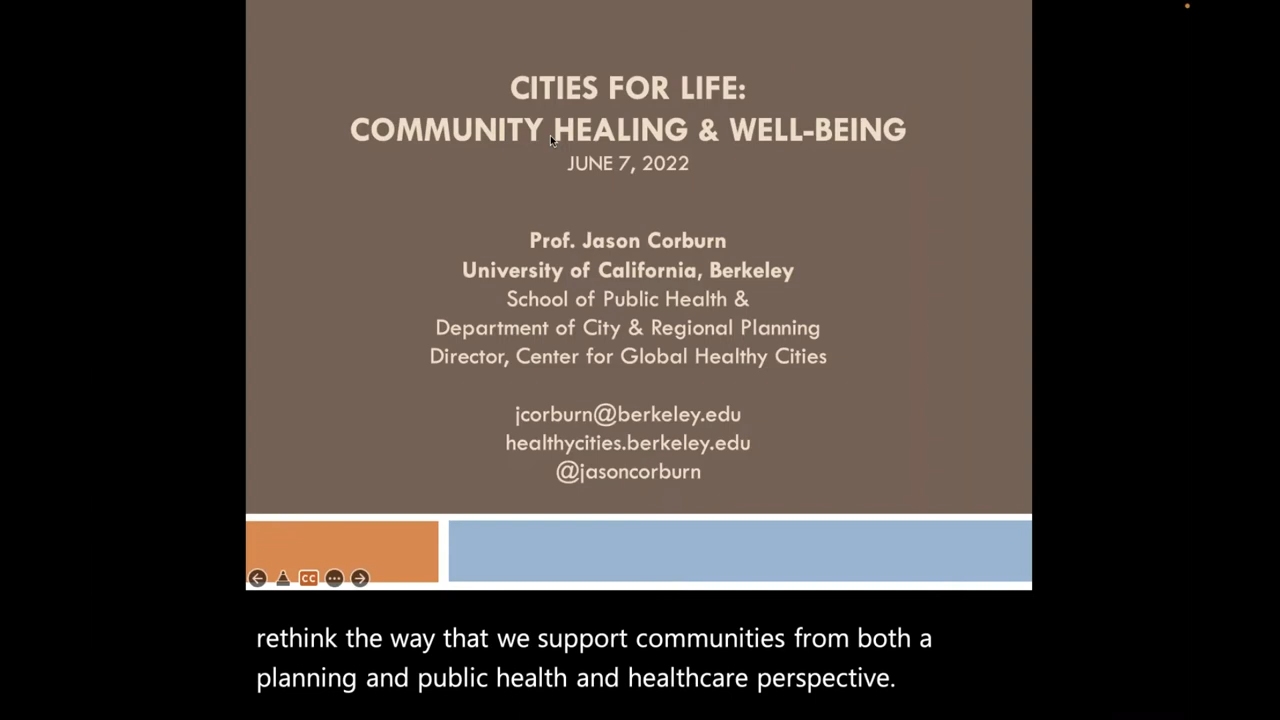 CITIES FOR LIFE:
COMMUNITY HEALING & WELL-BEING
JUNE 7, 2022
Prof. Jason Corburn
University of California, Berkeley
School of Public Health &
Department of City & Regional Planning
Director, Center for Global Healthy Cities
jcorburn@berkeley.edu
healthycities.berkeley.edu
@jasoncorburn
CC
rethink the way that we support communities from both a
planning and public health and healthcare perspective.